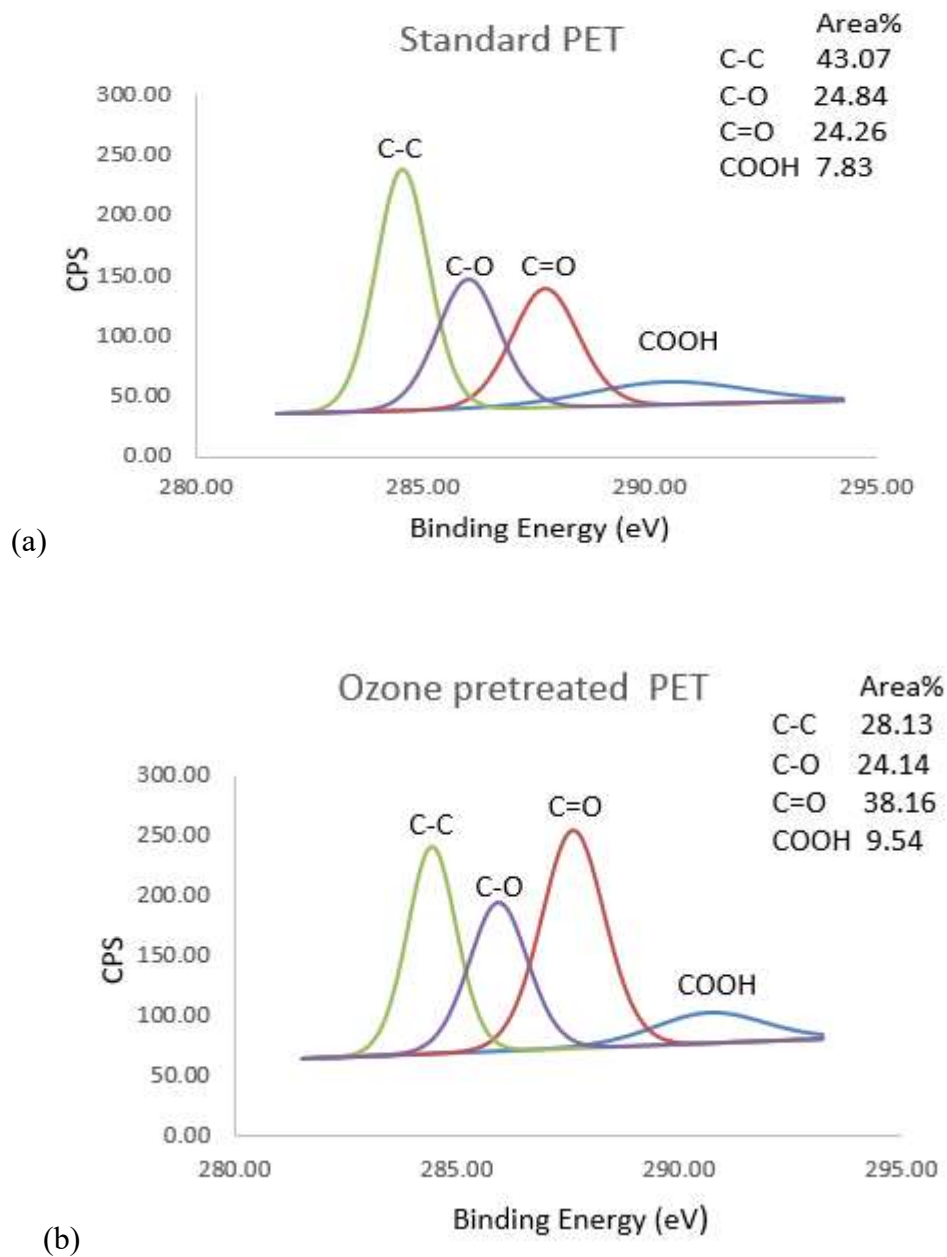 Standard PET
Area%
C-C 43.07
C-O 24.84
C=O 24.26
COOH 7.83
300.00
250.00
200.00
150.00
100.00
50.00
0.00
CPS
C-C
C-O
C=O
COOH
280.00 285.00 290.00 295.00
Binding Energy (eV)
(a)
Ozone pretreated PET
Area%
C-C 28.13
C-O 24.14
C=O 38.16
COOH 9.54
300.00
250.00
200.00
150.00
100.00
50.00
0.00
CPS
C-C
C-O
C=O
COOH
280.00 285.00 290.00 295.00
Binding Energy (eV)
(b)